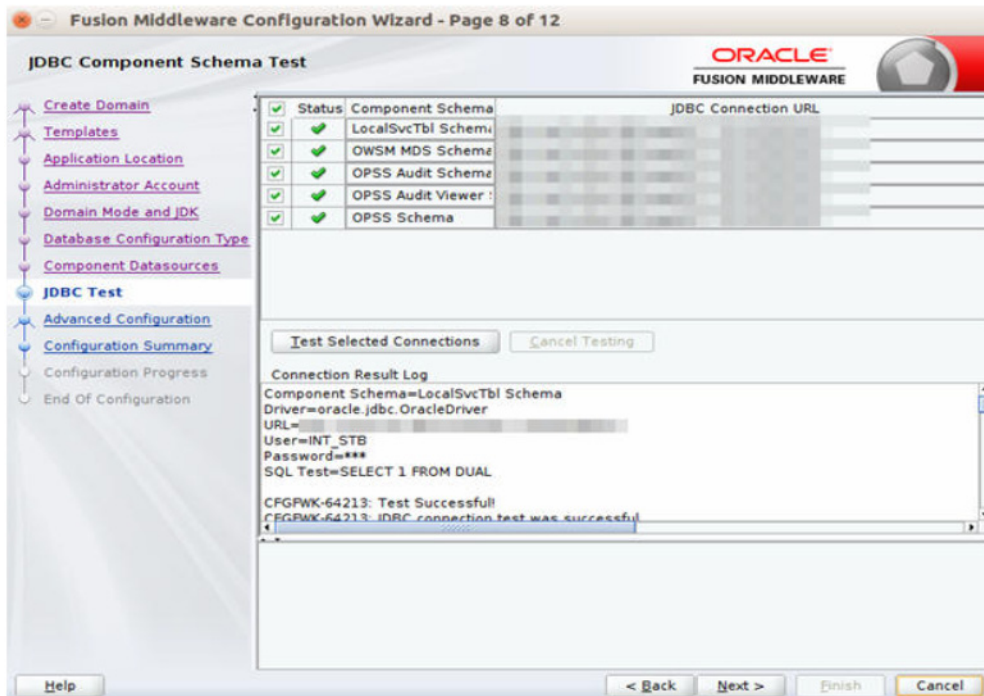 Fusion Middleware Configuration Wizard - Page 8 of 12
JDBC Component Schema Test
ORACLE
FUSION MIDDLEWARE
Create Domain
Templates
Application Location
Administrator Account
Domain Mode and JDK
Database Configuration Type
Component Datasources
JDBC Test
Advanced Configuration
Configuration Summary
Configuration Progress
End Of Configuration
Status Component Schema JDBC Connection URL
LocalSvcTbl Schema
OWSM MDS Schema
OPSS Audit Schema
OPSS Audit Viewer
OPSS Schema
Test Selected Connections Cancel Testing
Connection Result Log
Component Schema=LocalSvcTbl Schema
Driver=oracle.jdbc.OracleDriver
URL=
User=INT_STB
Password=***
SQL Test=SELECT 1 FROM DUAL
CFGFWK-64213: Test Successful!
CFGFWK-64213: JDBC connection test was successful
Help < Back Next > Finish Cancel